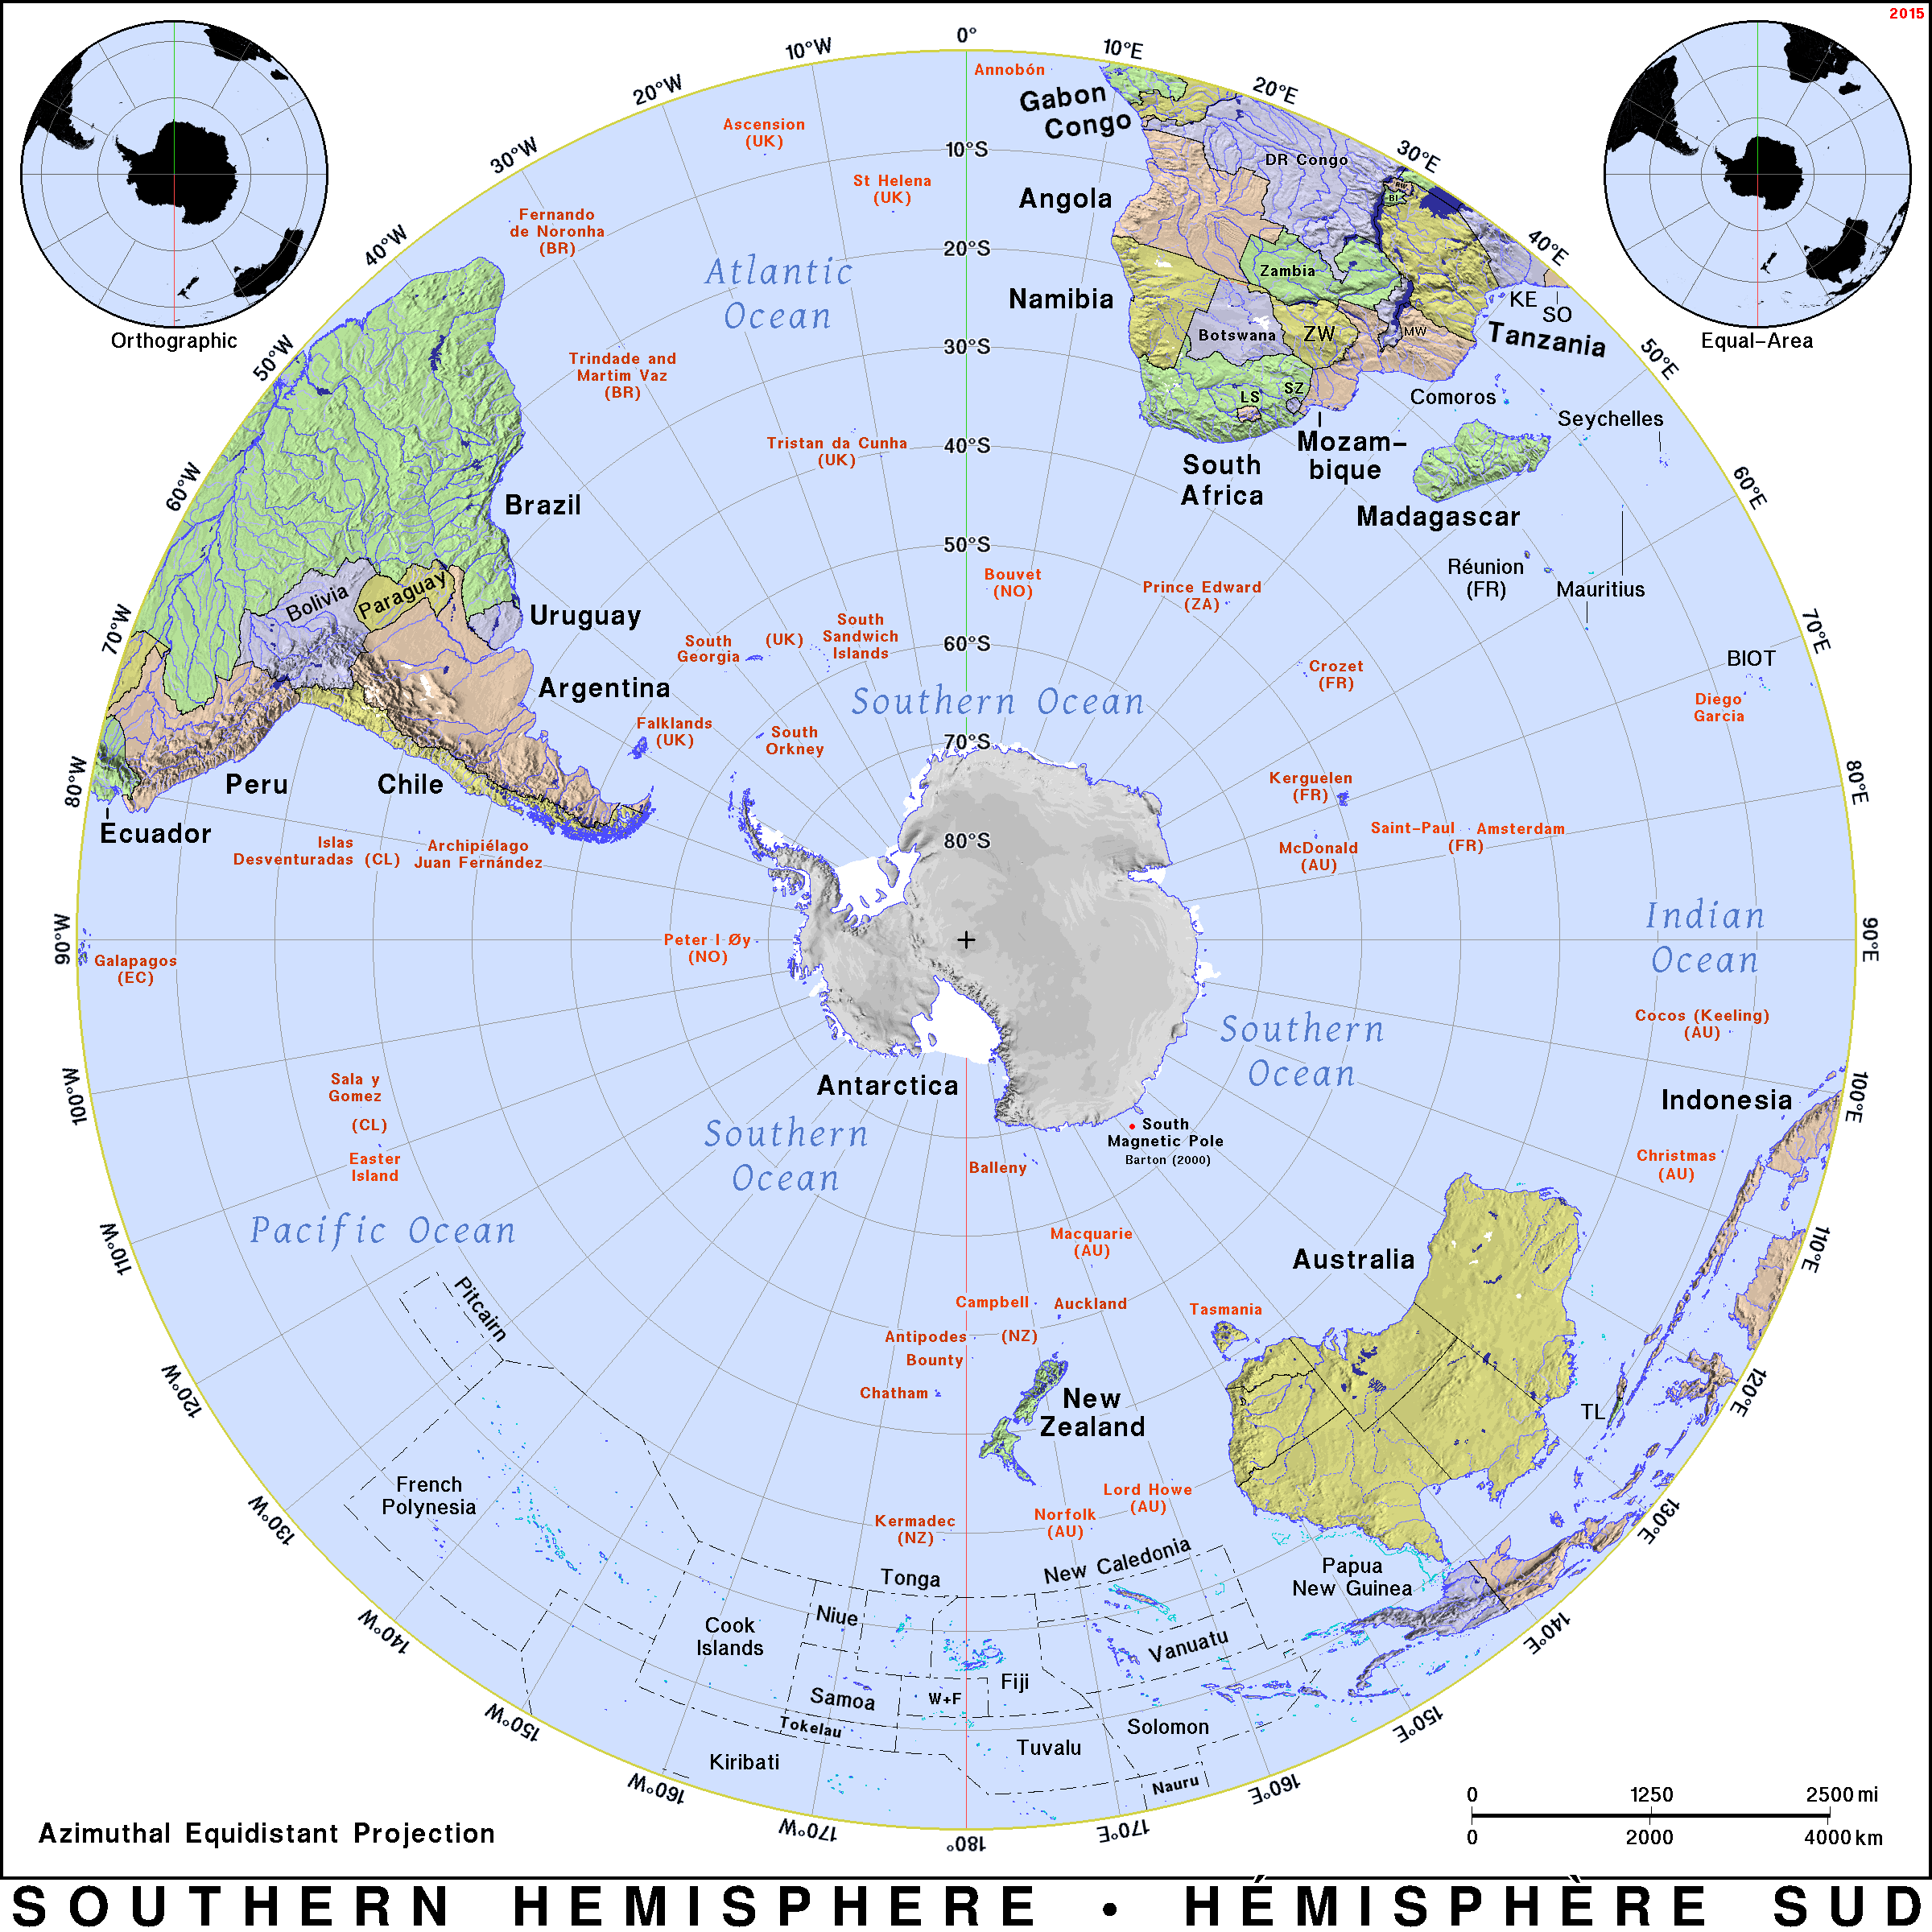 2015
Orthographic
Equal-Area
0°
10°E
20°E
30°E
40°E
50°E
60°E
70°E
80°E
90°E
100°E
110°E
120°E
130°E
140°E
150°E
160°E
170°E
180°
170°W
160°W
150°W
140°W
130°W
120°W
110°W
100°W
90°W
80°W
70°W
60°W
50°W
40°W
30°W
20°W
10°W
10°S
20°S
30°S
40°S
50°S
60°S
70°S
80°S
Annobón
Ascension
(UK)
St Helena
(UK)
Fernando
de Noronha
(BR)
Atlantic
Ocean
Trindade and
Martim Vaz
(BR)
Tristan da Cunha
(UK)
Gabon
Congo
DR Congo
Angola
RW
BI
Zambia
Namibia
Botswana
ZW
MW
KE
SO
Tanzania
LS
SZ
South
Africa
Mozam-
bique
Comoros
Seychelles
Madagascar
Réunion
(FR)
Mauritius
BIOT
Diego
Garcia
Bouvet
(NO)
Prince Edward
(ZA)
Crozet
(FR)
Kerguelen
(FR)
McDonald
(AU)
Saint-Paul
Amsterdam
(FR)
Brazil
Bolivia
Paraguay
Uruguay
Argentina
Peru
Chile
Ecuador
Falklands
(UK)
South
Georgia
(UK)
South
Sandwich
Islands
South
Orkney
Southern Ocean
Islas
Desventuradas (CL)
Archipiélago
Juan Fernández
Peter I Øy
(NO)
Galapagos
(EC)
Indian
Ocean
Cocos (Keeling)
(AU)
Southern
Ocean
Antarctica
Sala y
Gomez
(CL)
Easter
Island
Southern
Ocean
South
Magnetic Pole
Barton (2000)
Indonesia
Christmas
(AU)
Balleny
Pacific Ocean
Macquarie
(AU)
Australia
Campbell
Auckland
Antipodes
(NZ)
Bounty
Chatham
Tasmania
New
Zealand
TL
Pitcairn
French
Polynesia
Kermadec
(NZ)
Norfolk
(AU)
Lord Howe
(AU)
New Caledonia
Papua
New Guinea
Tonga
Niue
Cook
Islands
Vanuatu
Fiji
Samoa
W+F
Tokelau
Solomon
Tuvalu
Kiribati
Nauru
0 1250 2500 mi
0 2000 4000 km
Azimuthal Equidistant Projection
SOUTHERN HEMISPHERE • HÉMISPHÈRE SUD